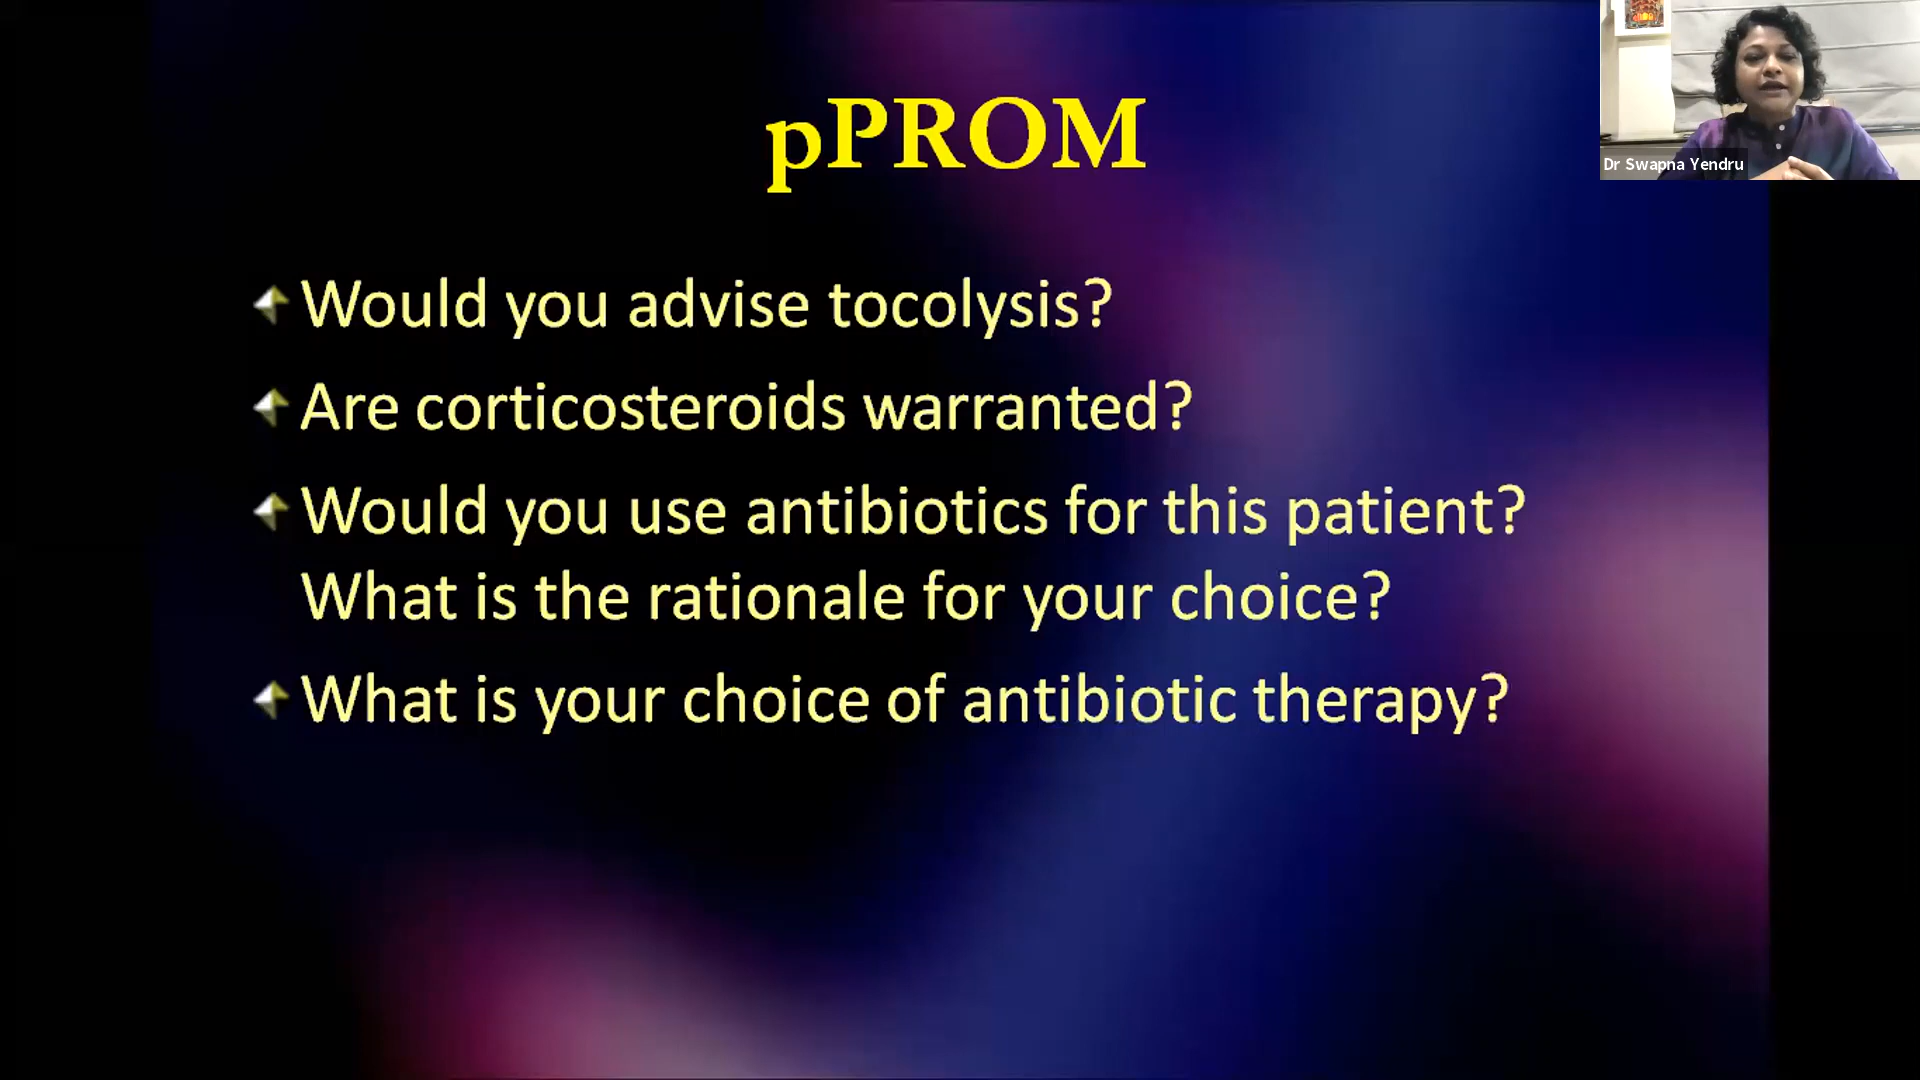 pPROM
Dr Swapna Yendru
Would you advise tocolysis?
Are corticosteroids warranted?
Would you use antibiotics for this patient?
What is the rationale for your choice?
What is your choice of antibiotic therapy?